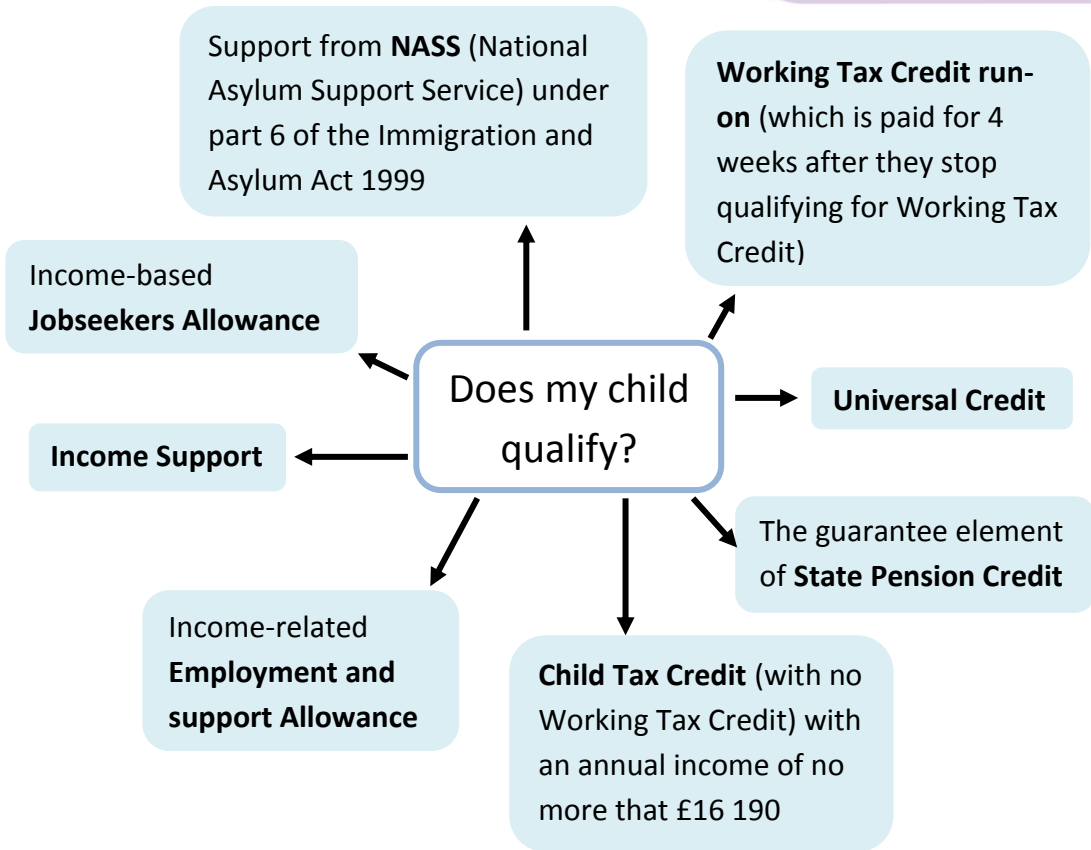 Support from NASS (National
Asylum Support Service) under
part 6 of the Immigration and
Asylum Act 1999
Working Tax Credit run-
on (which is paid for 4
weeks after they stop
qualifying for Working Tax
Credit)
Income-based
Jobseekers Allowance
Does my child
qualify?
Universal Credit
Income Support
The guarantee element
of State Pension Credit
Income-related
Employment and
support Allowance
Child Tax Credit (with no
Working Tax Credit) with
an annual income of no
more that £16 190